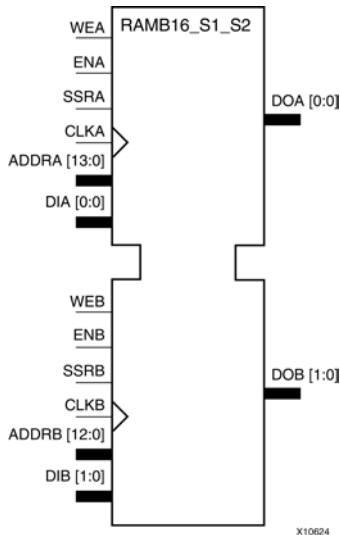 WEA
RAMB16_S1_S2
ENA
SSRA
DOA [0:0]
CLKA
ADDRA [13:0]
DIA [0:0]
WEB
ENB
SSRB
DOB [1:0]
CLKB
ADDRB [12:0]
DIB [1:0]
X10624